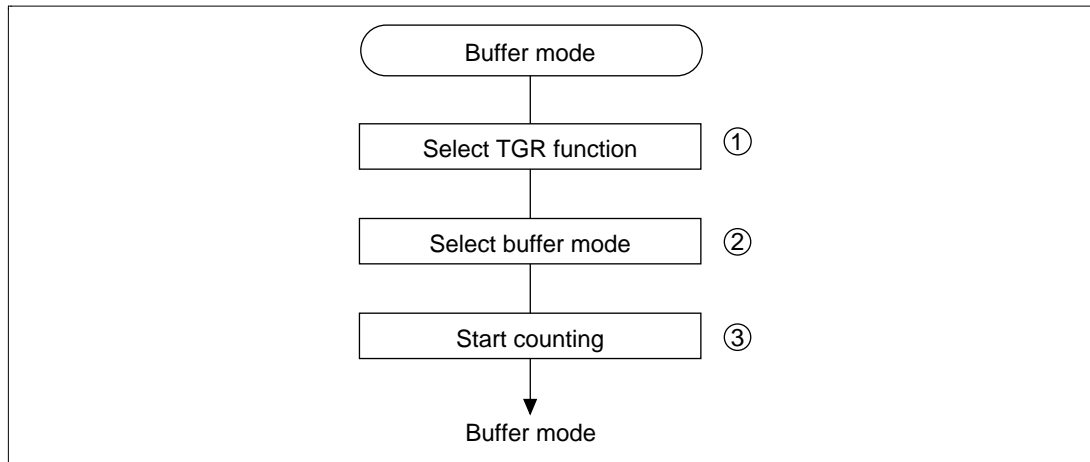 Buffer mode
Select TGR function ①
Select buffer mode ②
Start counting ③
Buffer mode